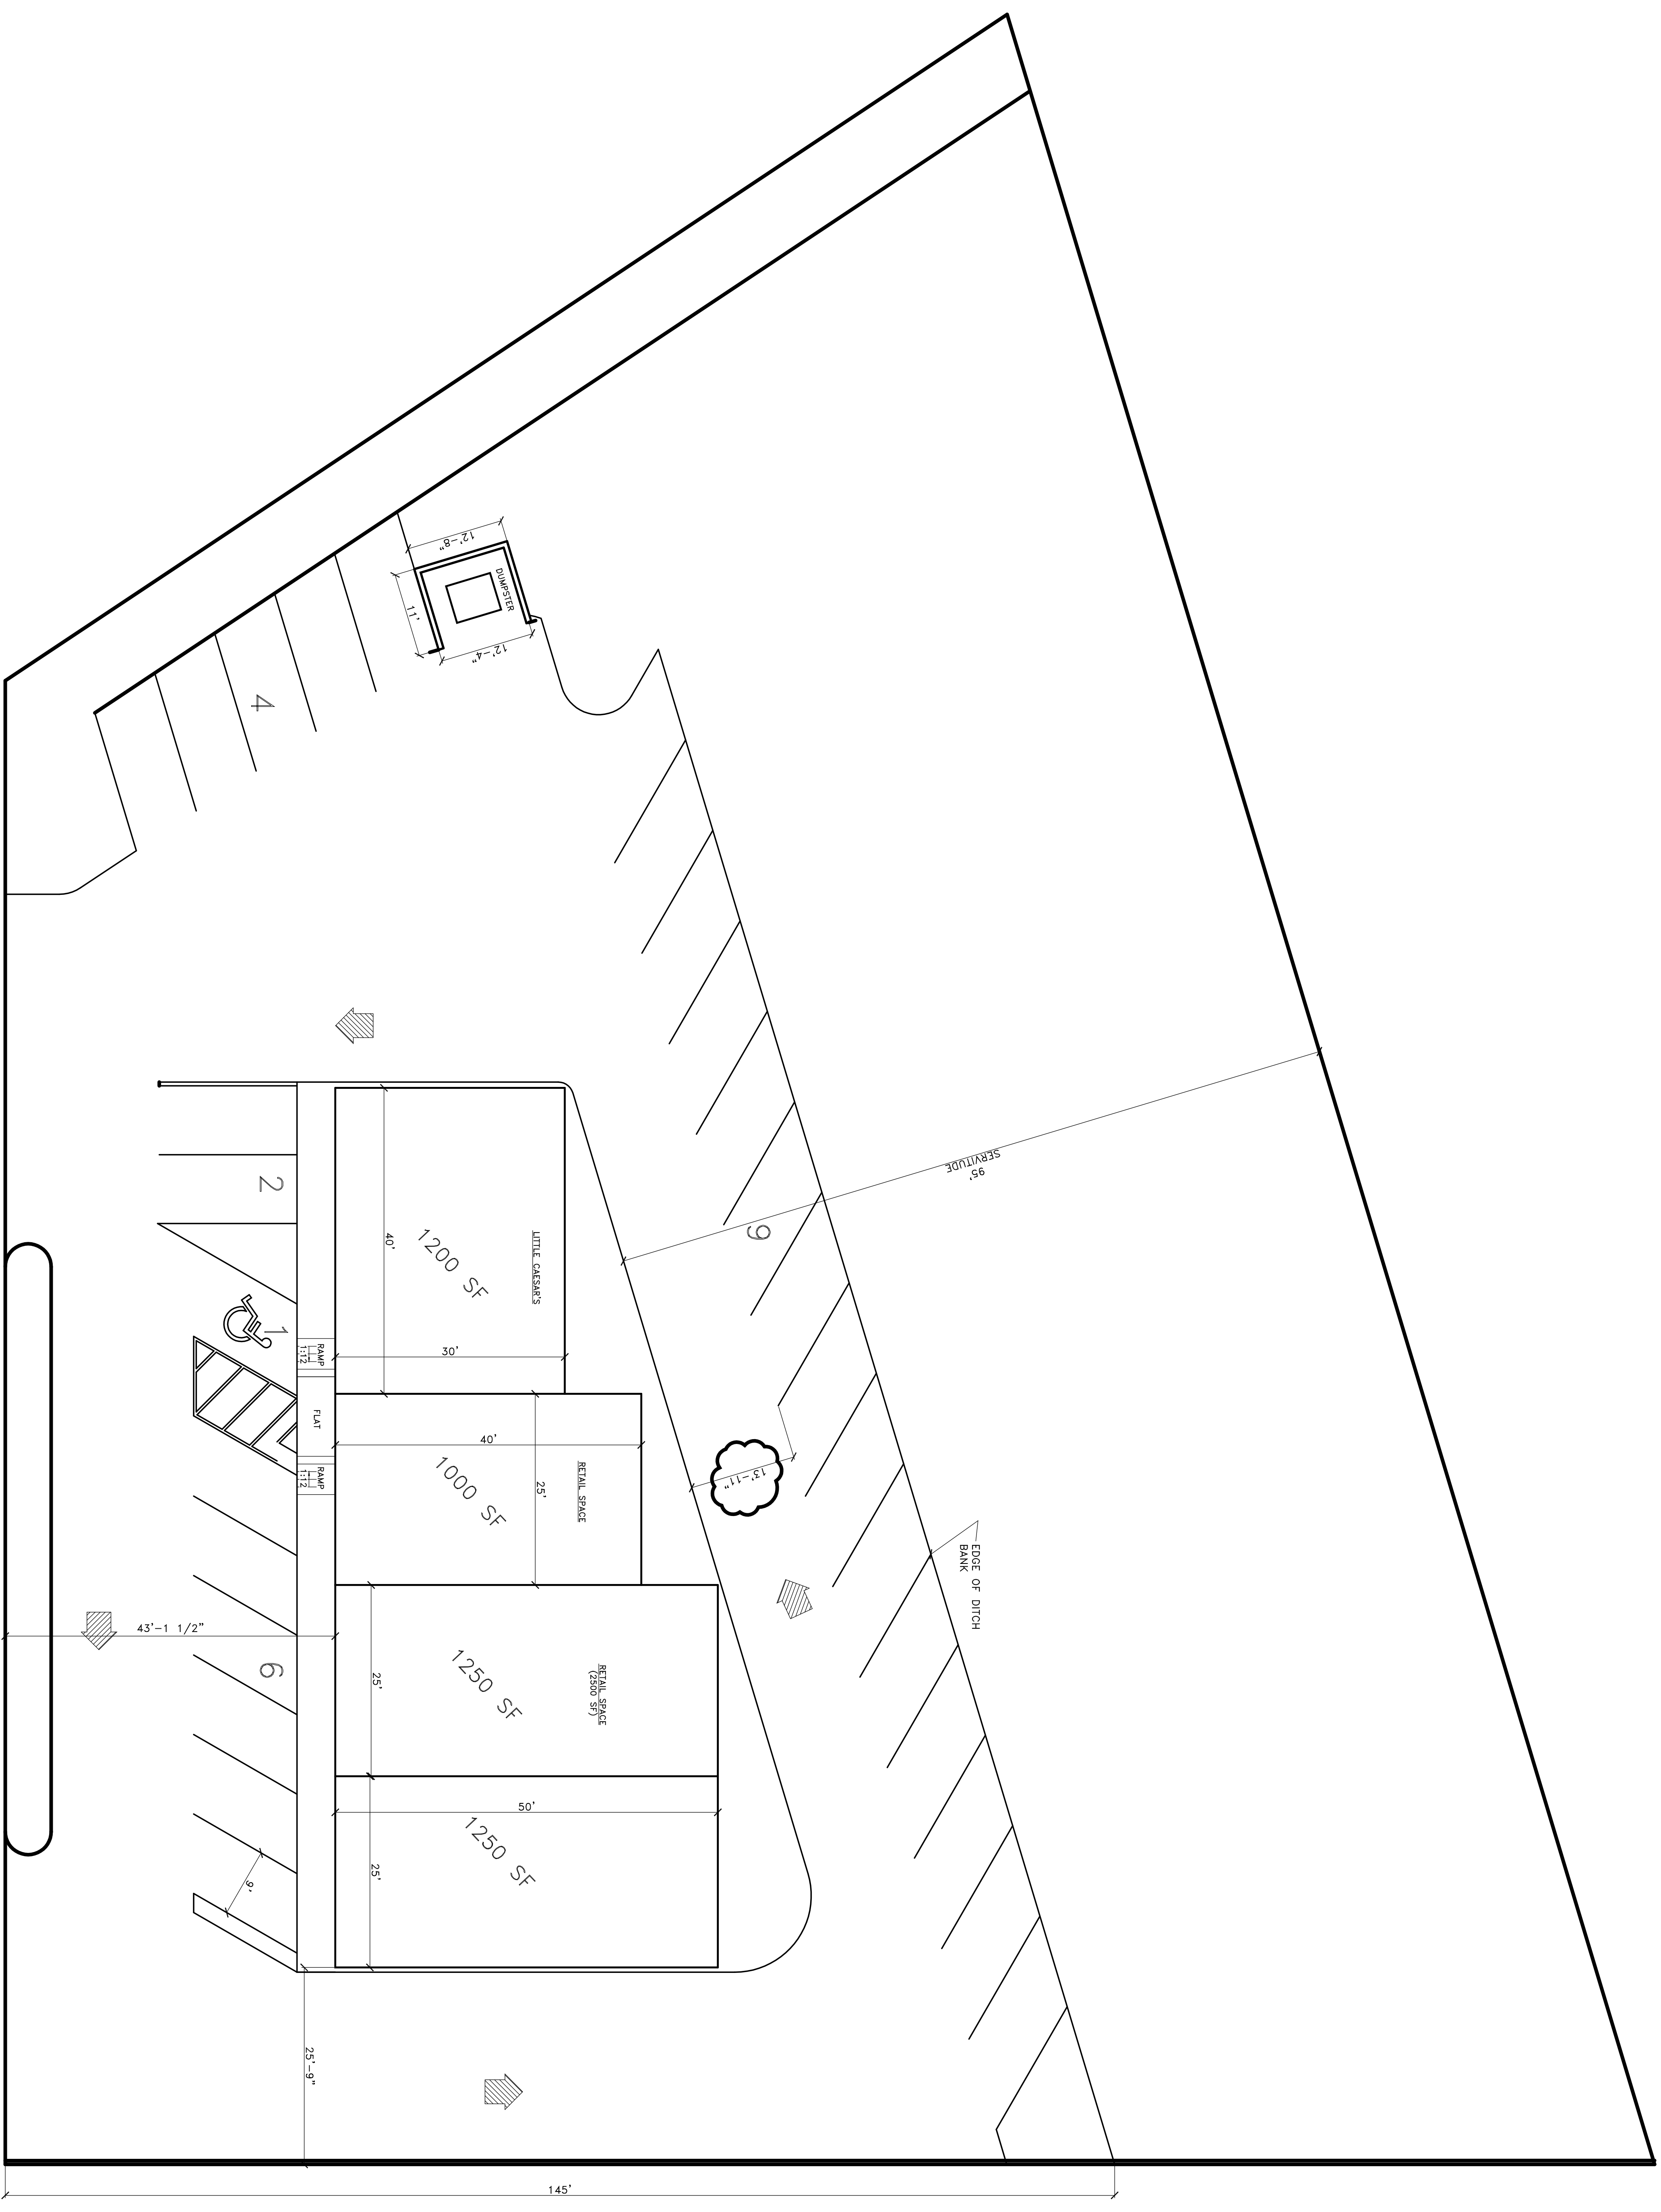 12'-8"
DUMPSTER
11'
12'-4"
4
95'
SERVITUDE
2
9
40'
1200 SF
LITTLE CAESAR'S
30'
1
RAMP
1:12
FLAT
RAMP
1:12
40'
1000 SF
25'
RETAIL SPACE
13'-11"
EDGE OF DITCH
BANK
43'-1 1/2"
6
25'
1250 SF
RETAIL SPACE
(2500 SF)
50'
1250 SF
25'
9'
25'-9"
145'